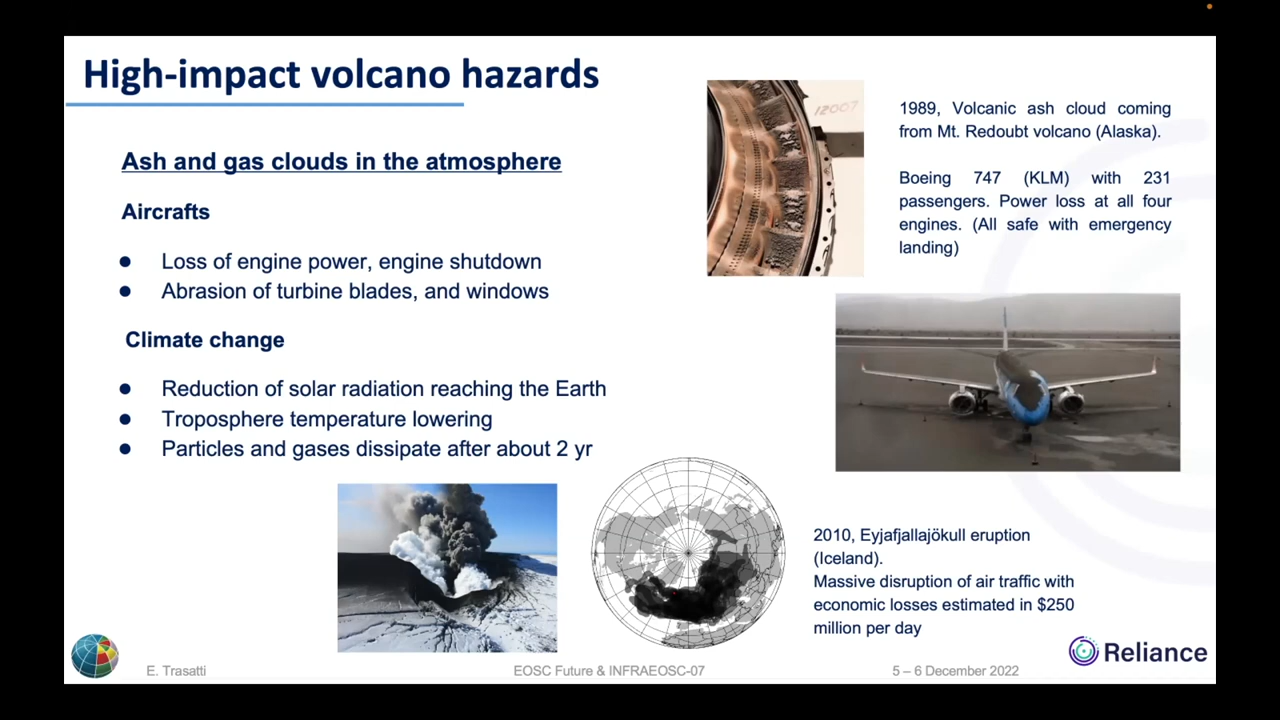 High-impact volcano hazards
Ash and gas clouds in the atmosphere
Aircrafts
● Loss of engine power, engine shutdown
● Abrasion of turbine blades, and windows
Climate change
● Reduction of solar radiation reaching the Earth
● Troposphere temperature lowering
● Particles and gases dissipate after about 2 yr
12007
1989, Volcanic ash cloud coming
from Mt. Redoubt volcano (Alaska).
Boeing 747 (KLM) with 231
passengers. Power loss at all four
engines. (All safe with emergency
landing)
2010, Eyjafjallajökull eruption
(Iceland).
Massive disruption of air traffic with
economic losses estimated in $250
million per day
Reliance
E. Trasatti
EOSC Future & INFRAEOSC-07
5 – 6 December 2022